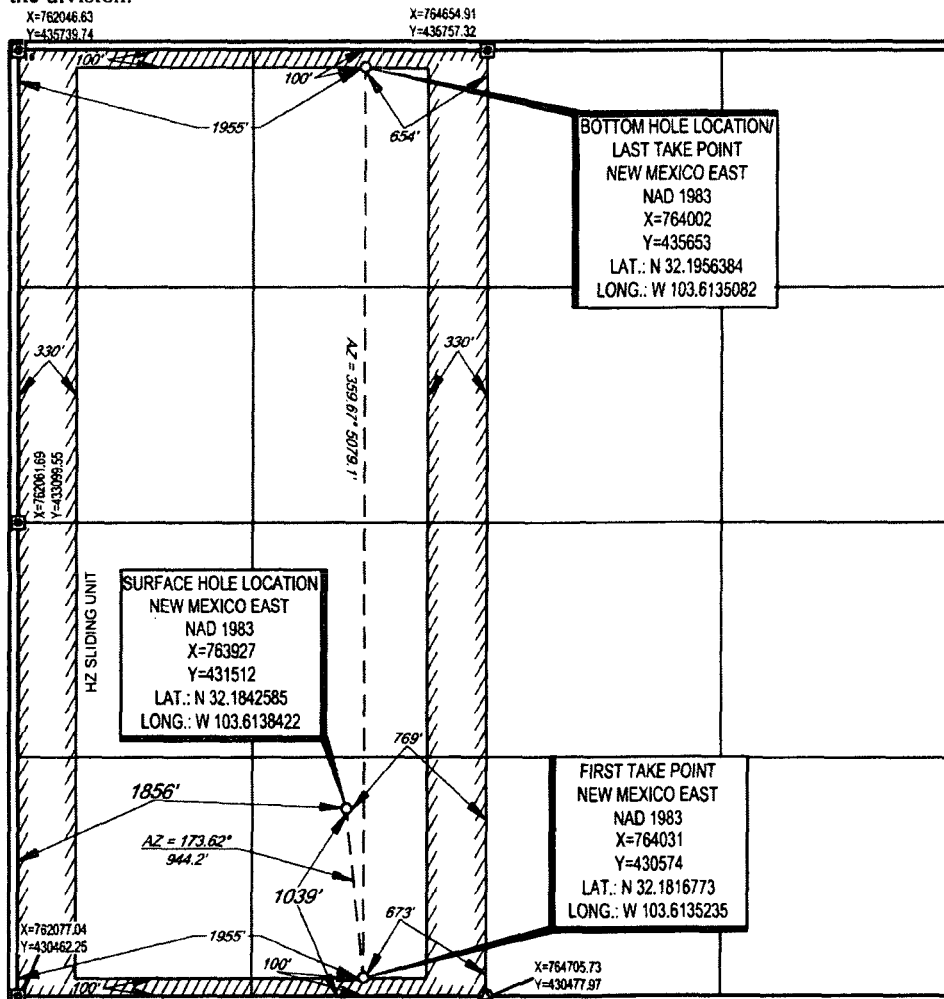 the division.
X=762046.63
Y=435739.74
X=764654.91
Y=435757.32
100'
100'
1955'
654'
BOTTOM HOLE LOCATION/
LAST TAKE POINT
NEW MEXICO EAST
NAD 1983
X=764002
Y=435653
LAT.: N 32.1956384
LONG.: W 103.6135082
330'
330'
AZ = 359.67° 5079.1'
X=762061.69
Y=433099.55
HZ SLIDING UNIT
SURFACE HOLE LOCATION
NEW MEXICO EAST
NAD 1983
X=763927
Y=431512
LAT.: N 32.1842585
LONG.: W 103.6138422
769'
1856'
AZ = 173.62°
944.2'
1039'
FIRST TAKE POINT
NEW MEXICO EAST
NAD 1983
X=764031
Y=430574
LAT.: N 32.1816773
LONG.: W 103.6135235
673'
X=762077.04
Y=430462.25
1955'
100'
100'
X=764705.73
Y=430477.97